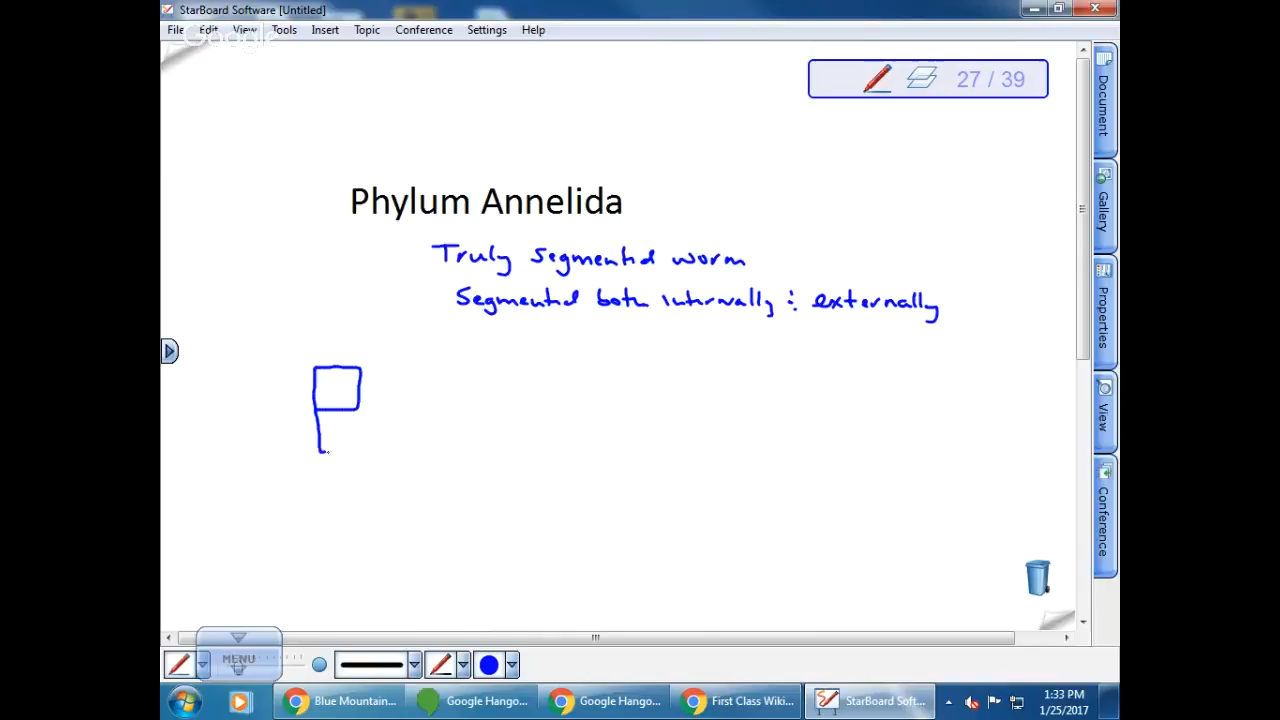 StarBoard Software [Untitled]
File Edit View Tools Insert Topic Conference Settings Help
Google
27 / 39
Document
Gallery
Properties
View
Conference
Phylum Annelida
Truly segmented worm
Segmented both internally & externally
MENU
Blue Mountain... Google Hango... Google Hango... First Class Wiki... StarBoard Soft...
1:33 PM
1/25/2017